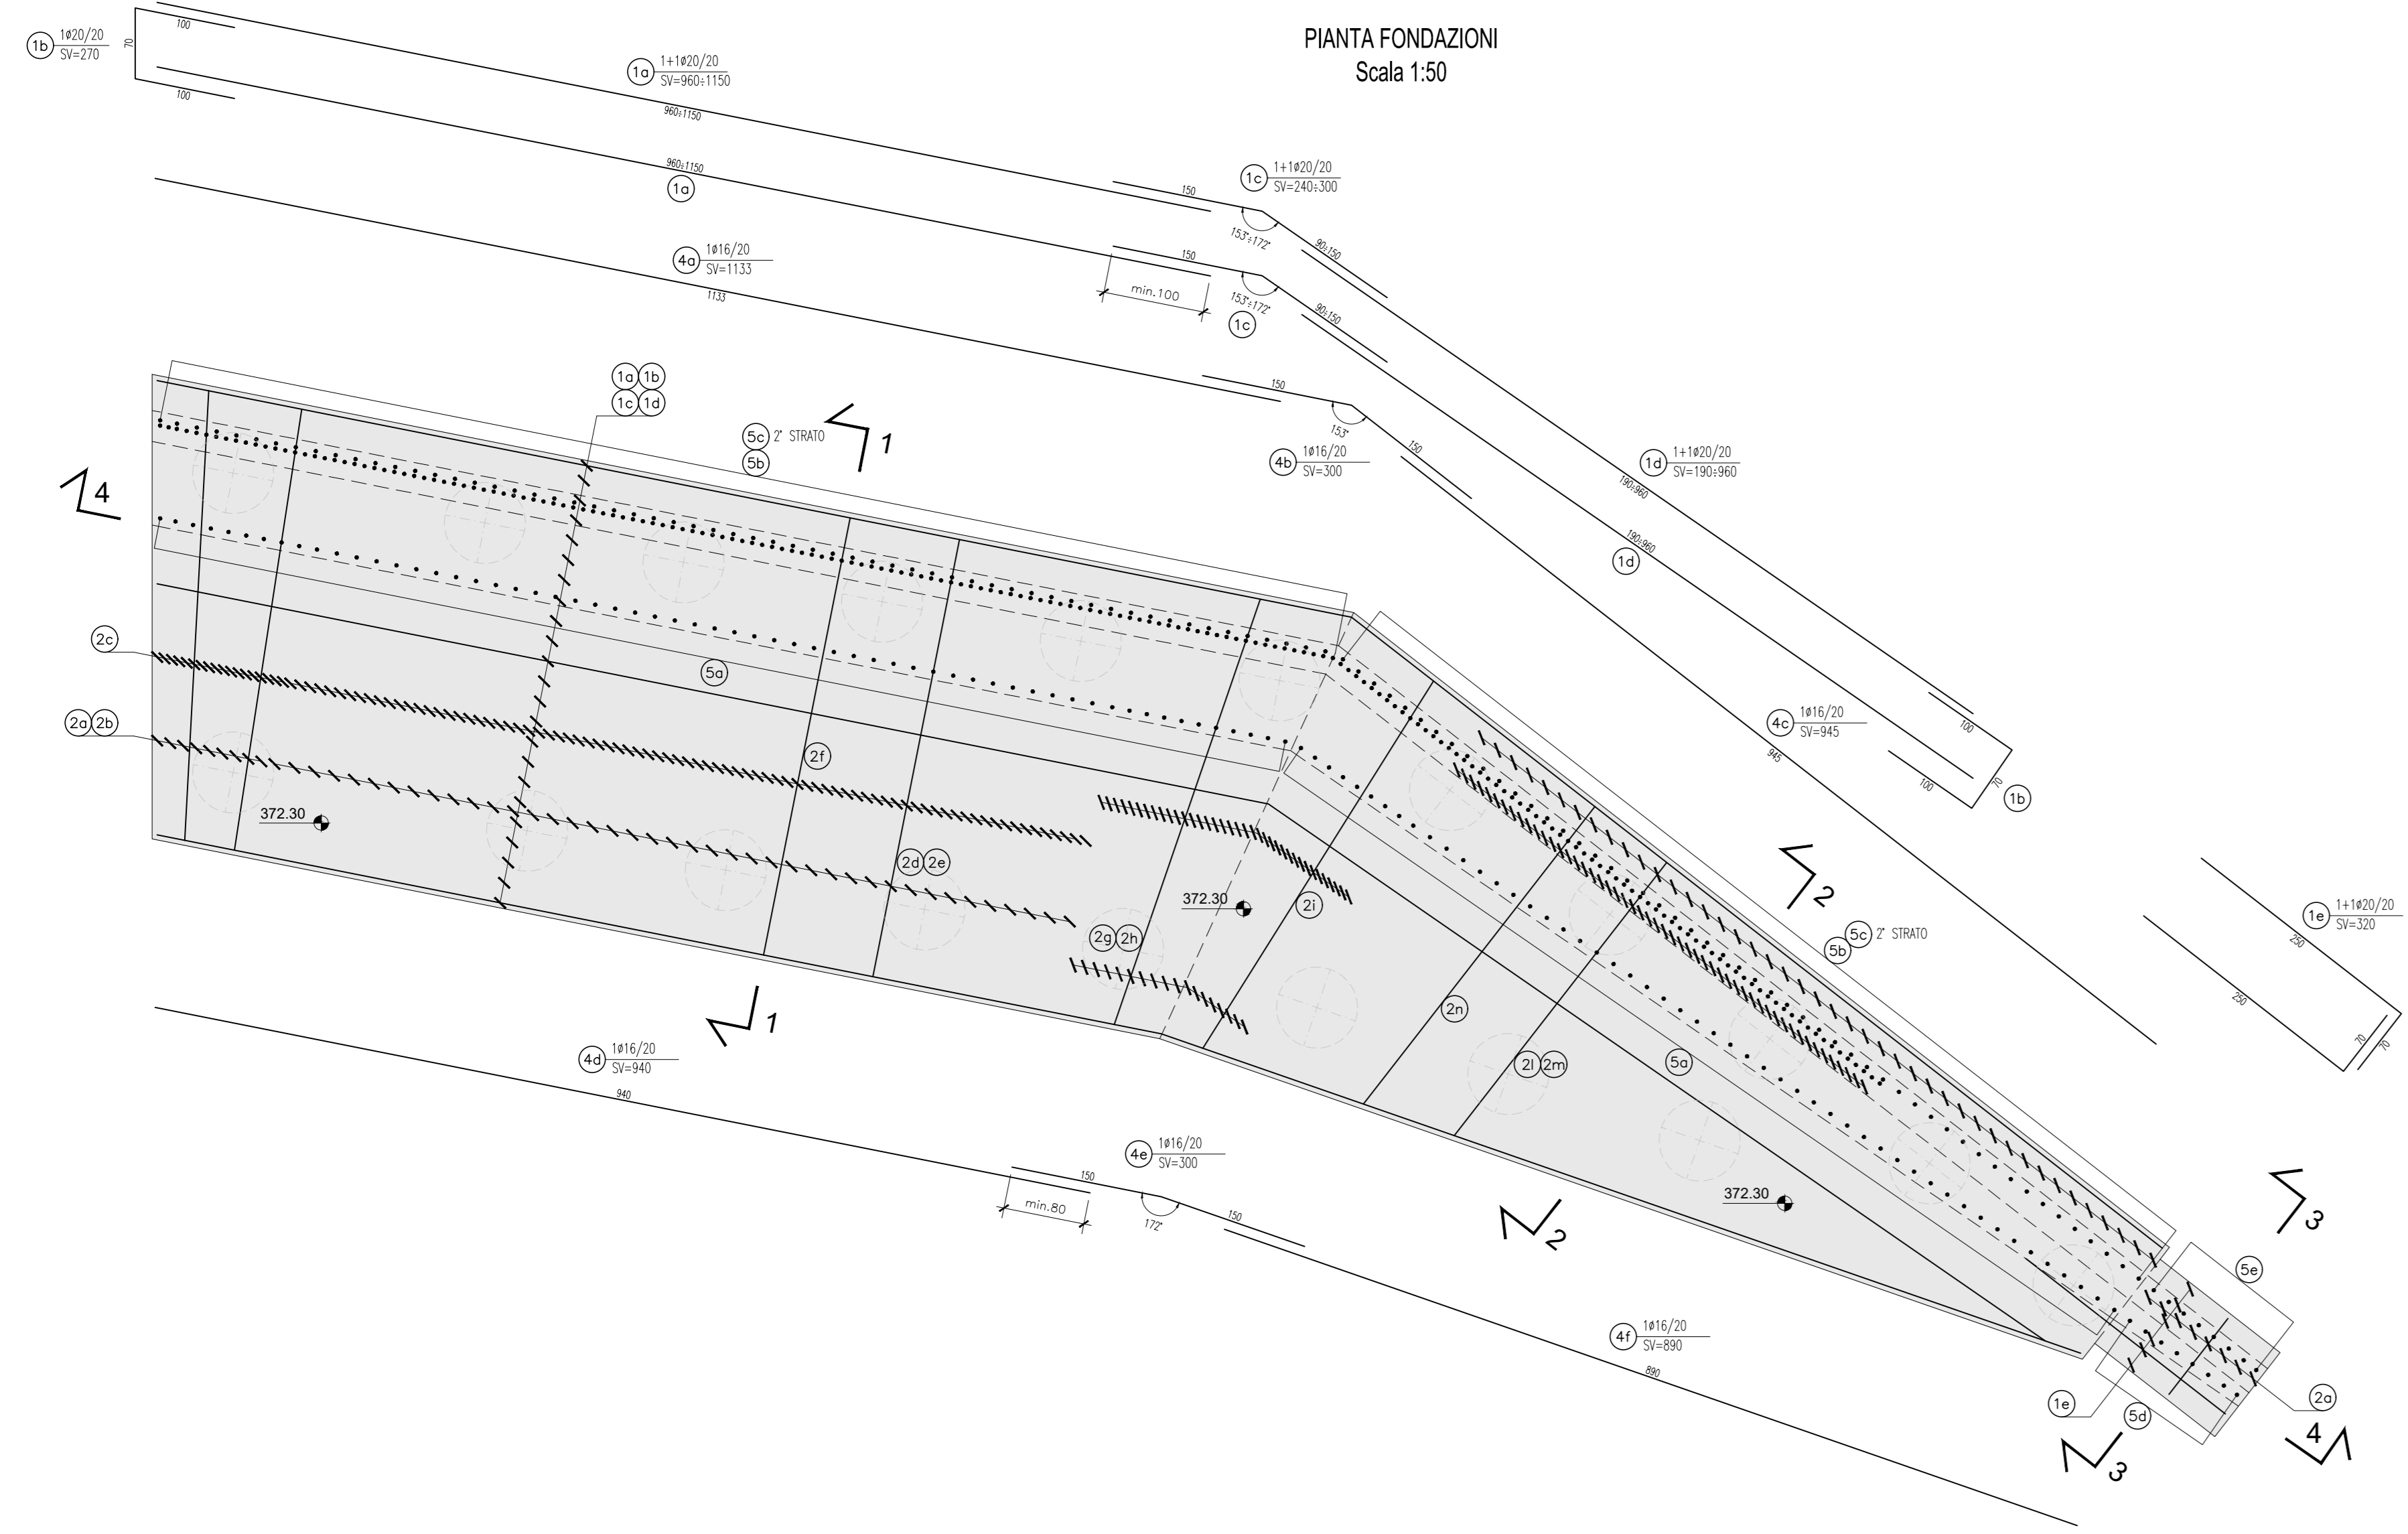 PIANTA FONDAZIONI
Scala 1:50
1b 1ø20/20
SV=270
70
100
100
1a 1+1ø20/20
SV=960÷1150
960÷1150
960÷1150
1a
1c 1+1ø20/20
SV=240÷300
150
153°÷172°
90÷150
150
153°÷172°
90÷150
1c
min.100
4a 1ø16/20
SV=1133
1133
150
153°
150
4b 1ø16/20
SV=300
1d 1+1ø20/20
SV=190÷960
190÷960
190÷960
1d
100
100
70
1b
4c 1ø16/20
SV=945
945
1e 1+1ø20/20
SV=320
250
250
70
70
1a 1b
1c 1d
5c 2° STRATO
5b
1
4
2c
2a 2b
5a
2f
372.30
2d 2e
2g 2h
372.30
2i
2n
2l 2m
5a
2
5c 2° STRATO
5b
1
2
372.30
3
5e
2a
1e
5d
4
3
4d 1ø16/20
SV=940
940
min.80
150
172°
150
4e 1ø16/20
SV=300
4f 1ø16/20
SV=890
890